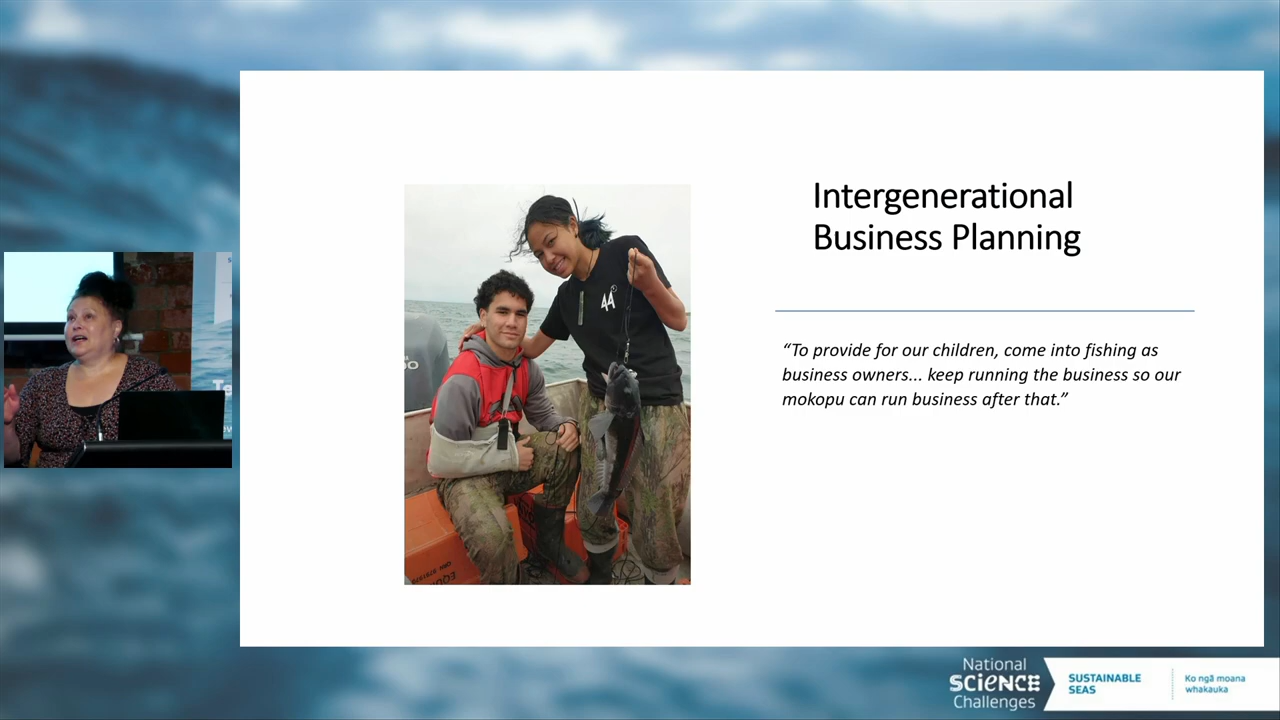 Intergenerational
Business Planning
“To provide for our children, come into fishing as
business owners... keep running the business so our
mokopu can run business after that.”
National
SCIENCE
Challenges
SUSTAINABLE
SEAS
Ko ngā moana
whakauka